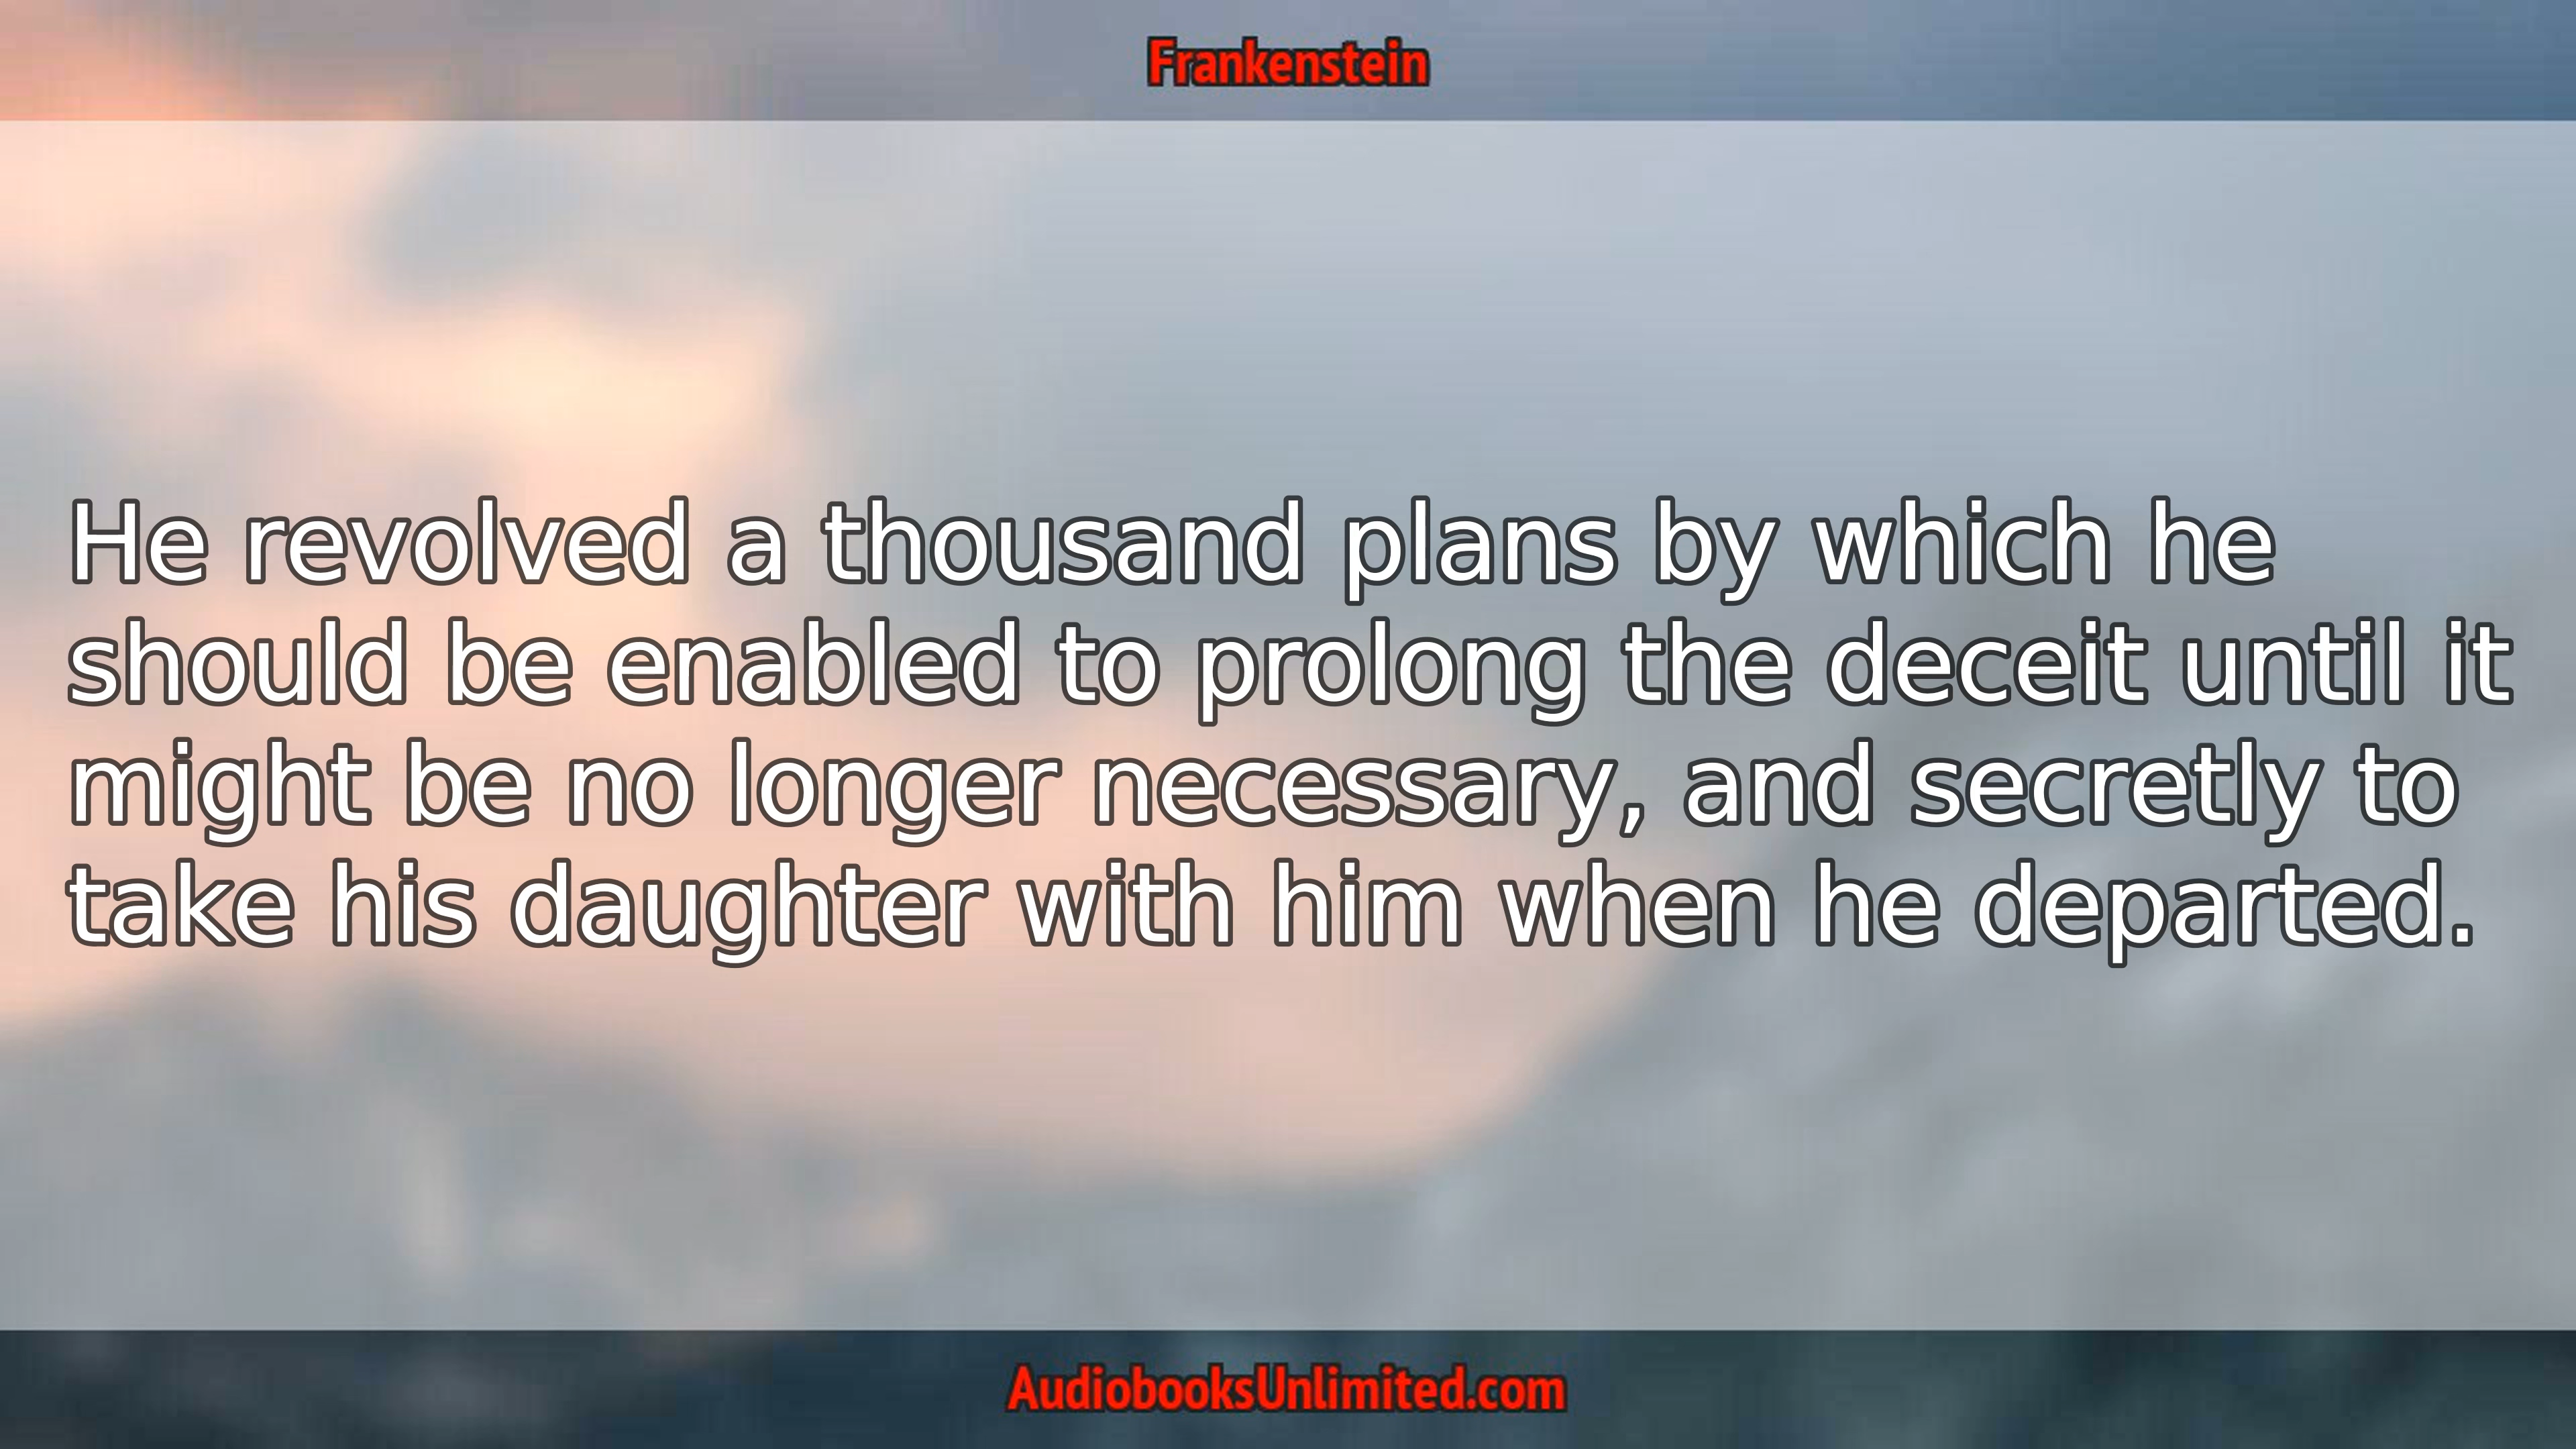 Frankenstein
He revolved a thousand plans by which he
should be enabled to prolong the deceit until it
might be no longer necessary, and secretly to
take his daughter with him when he departed.
AudiobooksUnlimited.com